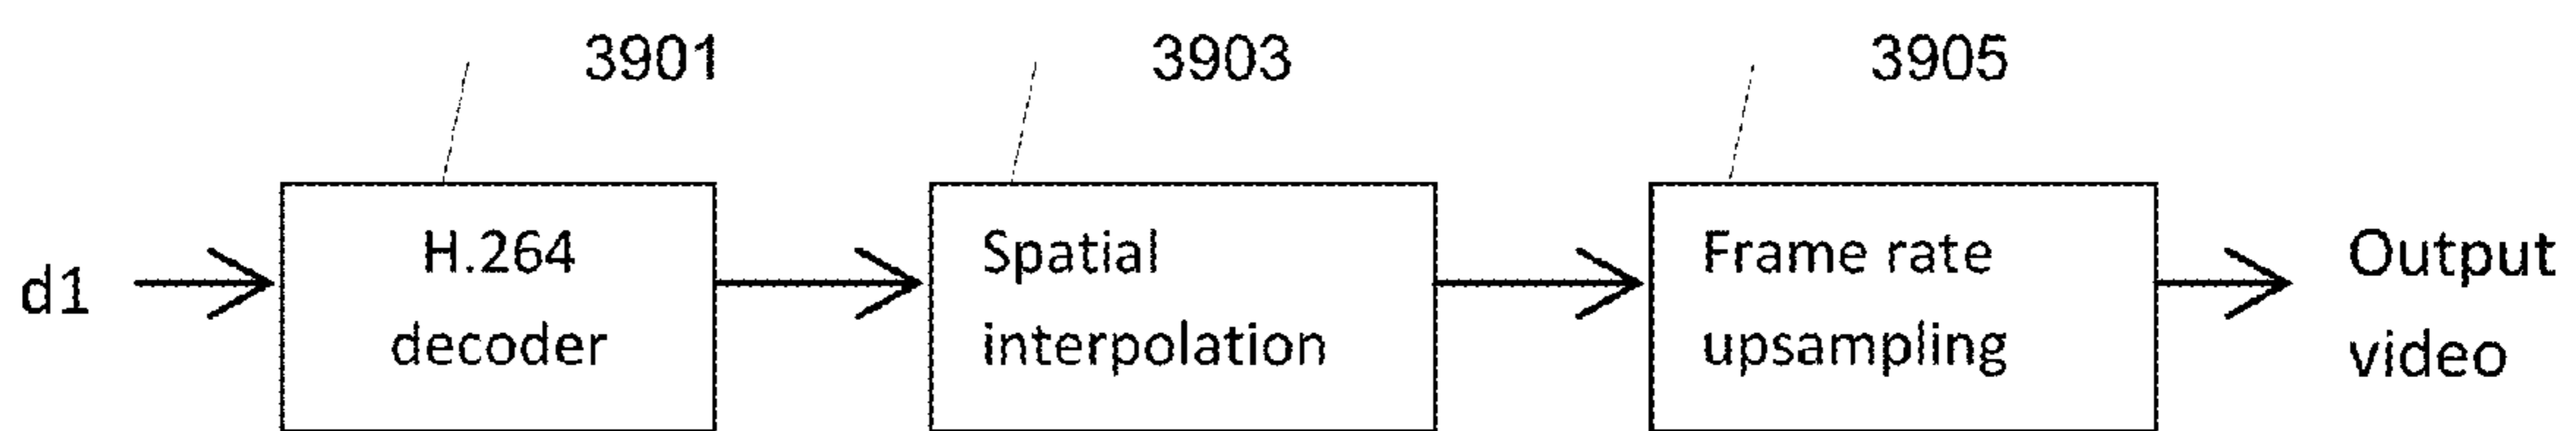 3901
3903
3905
d1
H.264
decoder
Spatial
interpolation
Frame rate
upsampling
Output
video